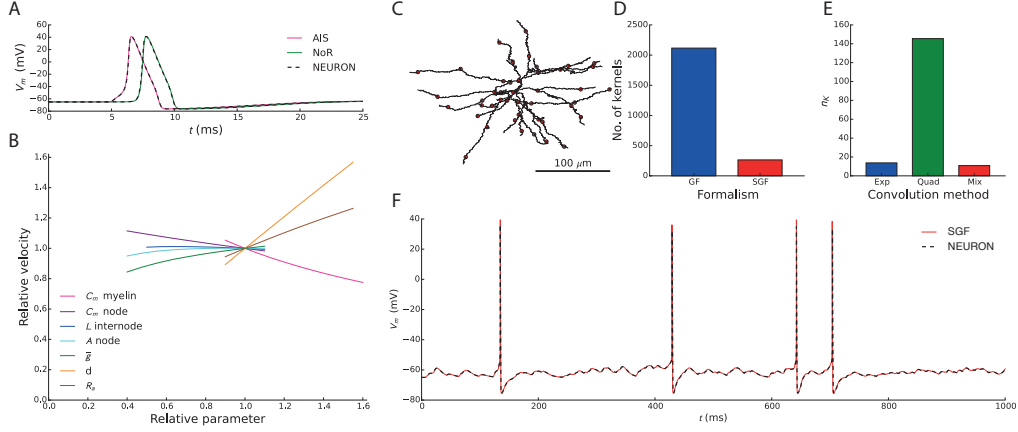 A
60
40
20
0
−20
−40
−60
−80
V_m (mV)
0
5
10
15
20
25
t (ms)
AIS
NoR
NEURON
B
1.6
1.4
1.2
1.0
0.8
0.6
0.4
0.2
0.0
Relative velocity
0.0
0.2
0.4
0.6
0.8
1.0
1.2
1.4
1.6
Relative parameter
C_m myelin
C_m node
L internode
A node
g̅
d
R_a
C
100 μm
D
2500
2000
1500
1000
500
0
No. of kernels
GF
SGF
Formalism
E
160
140
120
100
80
60
40
20
0
n_K
Exp
Quad
Mix
Convolution method
F
40
20
0
−20
−40
−60
−80
V_m (mV)
0
200
400
600
800
1000
t (ms)
SGF
NEURON